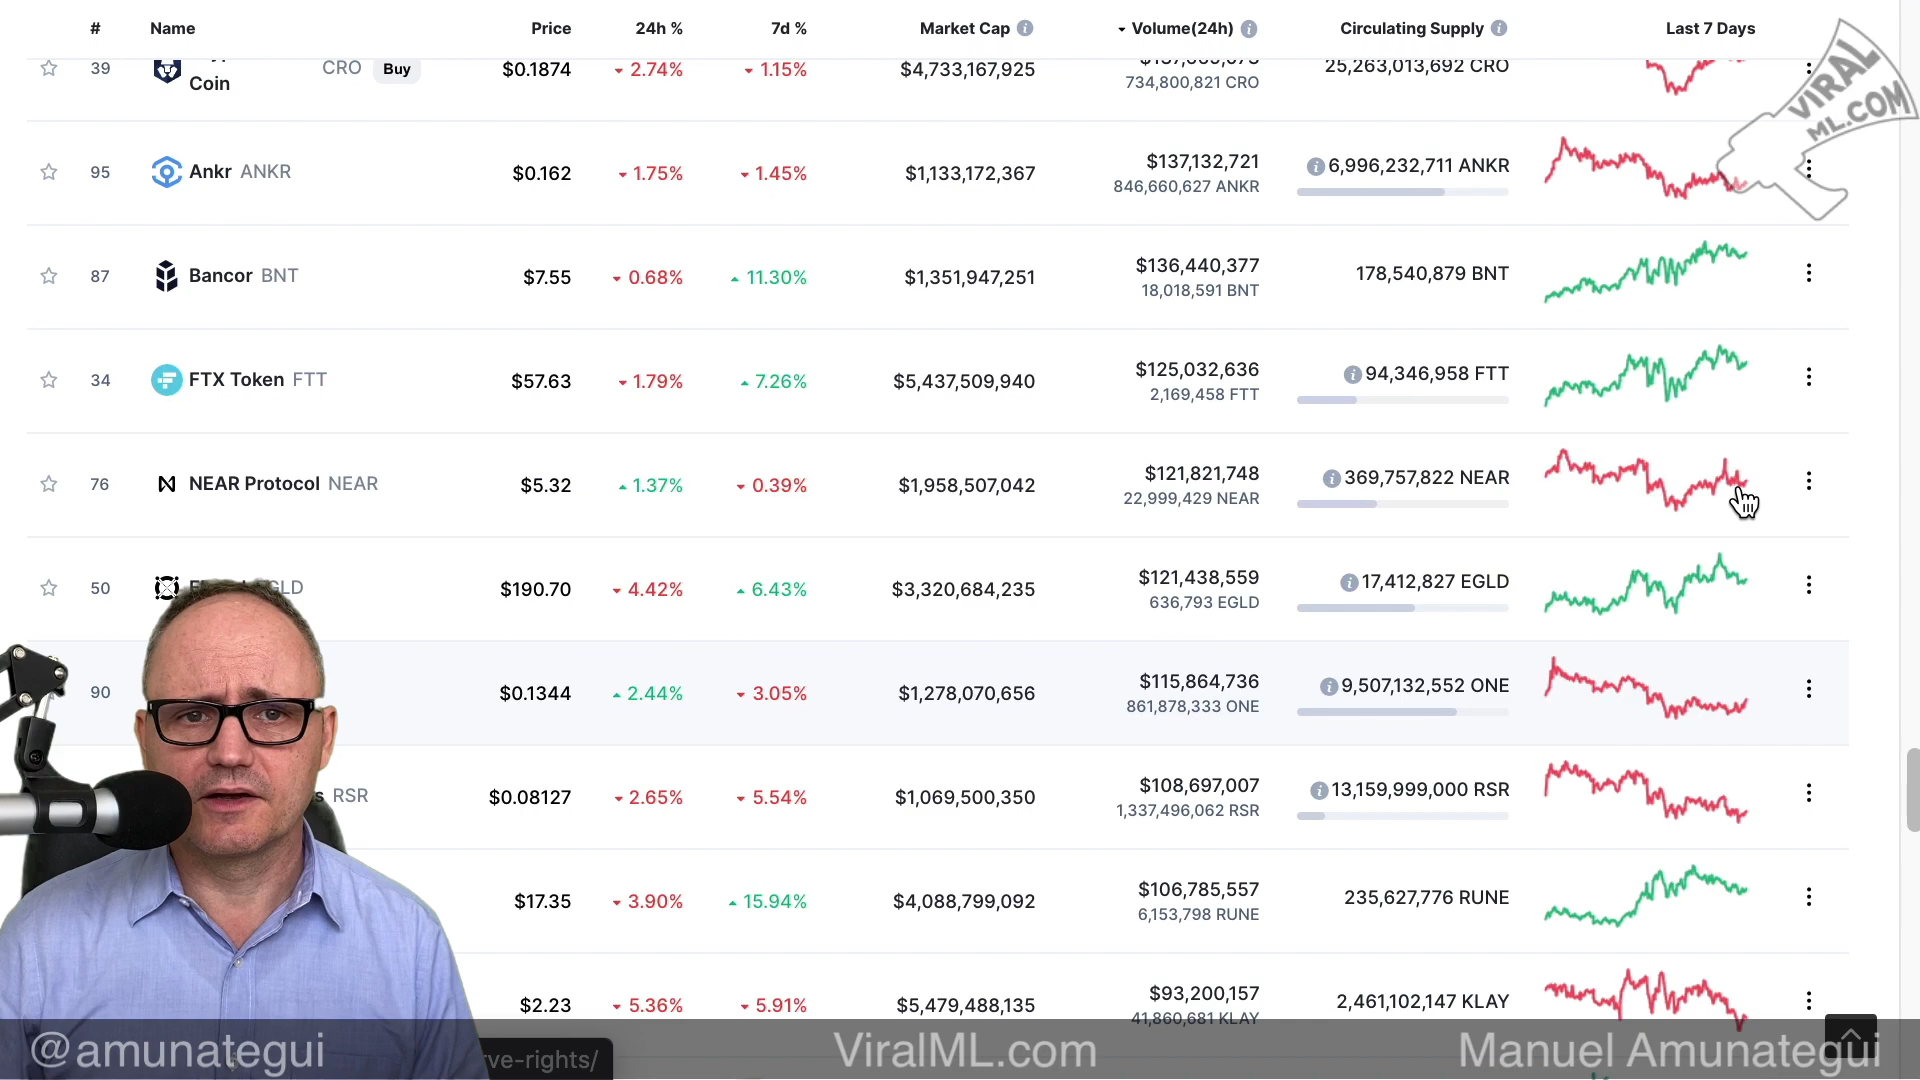 # Name Price 24h % 7d % Market Cap Volume(24h) Circulating Supply Last 7 Days
39 Coin CRO Buy $0.1874 2.74% 1.15% $4,733,167,925 734,800,821 CRO 25,263,013,692 CRO
VIRAL
ML.COM
95 Ankr ANKR $0.162 1.75% 1.45% $1,133,172,367 $137,132,721 6,996,232,711 ANKR
846,660,627 ANKR
87 Bancor BNT $7.55 0.68% 11.30% $1,351,947,251 $136,440,377 178,540,879 BNT
18,018,591 BNT
34 FTX Token FTT $57.63 1.79% 7.26% $5,437,509,940 $125,032,636 94,346,958 FTT
2,169,458 FTT
76 NEAR Protocol NEAR $5.32 1.37% 0.39% $1,958,507,042 $121,821,748 369,757,822 NEAR
22,999,429 NEAR
50 GLD $190.70 4.42% 6.43% $3,320,684,235 $121,438,559 17,412,827 EGLD
636,793 EGLD
90 $0.1344 2.44% 3.05% $1,278,070,656 $115,864,736 9,507,132,552 ONE
861,878,333 ONE
s RSR $0.08127 2.65% 5.54% $1,069,500,350 $108,697,007 13,159,999,000 RSR
1,337,496,062 RSR
$17.35 3.90% 15.94% $4,088,799,092 $106,785,557 235,627,776 RUNE
6,153,798 RUNE
$2.23 5.36% 5.91% $5,479,488,135 $93,200,157 2,461,102,147 KLAY
41,860,681 KLAY
@amunategui rve-rights/ ViralML.com Manuel Amunategui